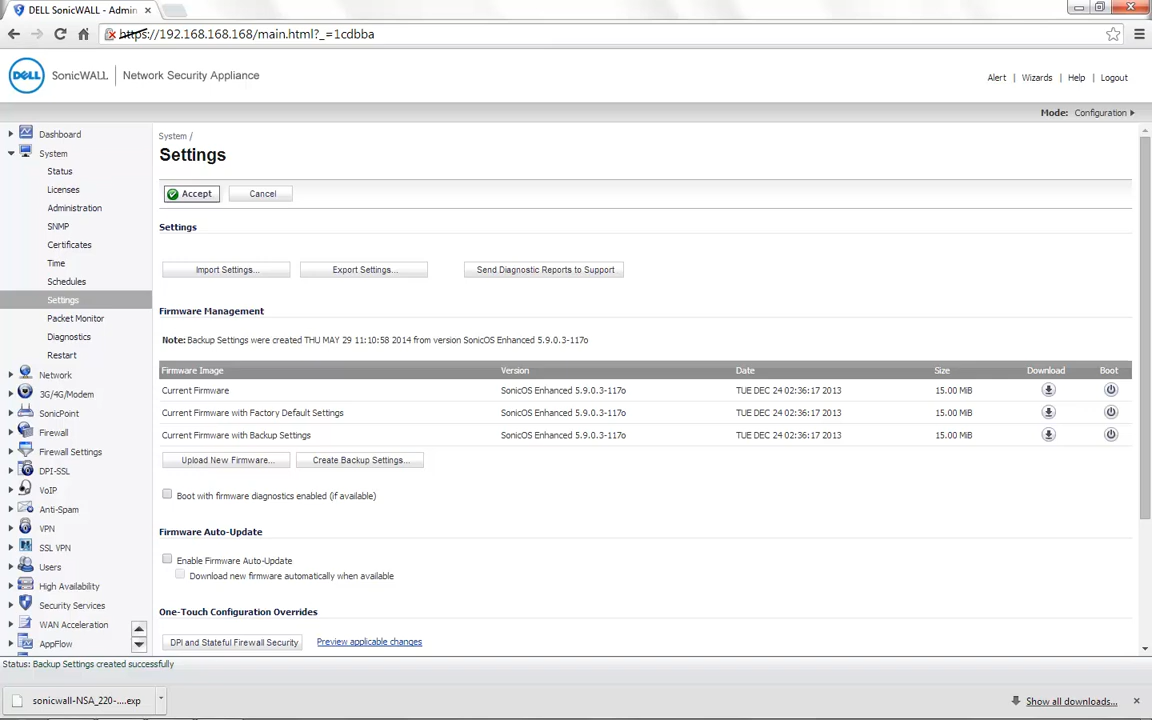 DELL SonicWALL - Admin
https://192.168.168.168/main.html?_=1cdbba
DELL SonicWALL | Network Security Appliance
Alert | Wizards | Help | Logout
Mode: Configuration
Dashboard
System
Status
Licenses
Administration
SNMP
Certificates
Time
Schedules
Settings
Packet Monitor
Diagnostics
Restart
Network
3G/4G/Modem
SonicPoint
Firewall
Firewall Settings
DPI-SSL
VoIP
Anti-Spam
VPN
SSL VPN
Users
High Availability
Security Services
WAN Acceleration
AppFlow
System /
Settings
Accept Cancel
Settings
Import Settings... Export Settings... Send Diagnostic Reports to Support
Firmware Management
Note: Backup Settings were created THU MAY 29 11:10:58 2014 from version SonicOS Enhanced 5.9.0.3-117o
Firmware Image Version Date Size Download Boot
Current Firmware SonicOS Enhanced 5.9.0.3-117o TUE DEC 24 02:36:17 2013 15.00 MiB
Current Firmware with Factory Default Settings SonicOS Enhanced 5.9.0.3-117o TUE DEC 24 02:36:17 2013 15.00 MiB
Current Firmware with Backup Settings SonicOS Enhanced 5.9.0.3-117o TUE DEC 24 02:36:17 2013 15.00 MiB
Upload New Firmware... Create Backup Settings...
Boot with firmware diagnostics enabled (if available)
Firmware Auto-Update
Enable Firmware Auto-Update
Download new firmware automatically when available
One-Touch Configuration Overrides
DPI and Stateful Firewall Security Preview applicable changes
Status: Backup Settings created successfully
sonicwall-NSA_220-....exp
Show all downloads...